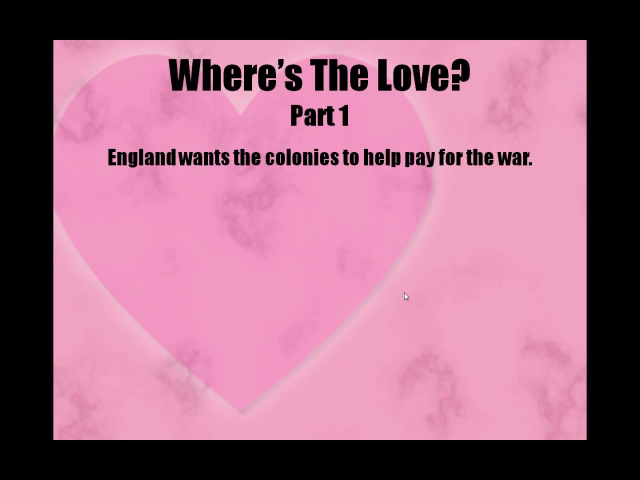 Where's The Love?
Part 1
England wants the colonies to help pay for the war.